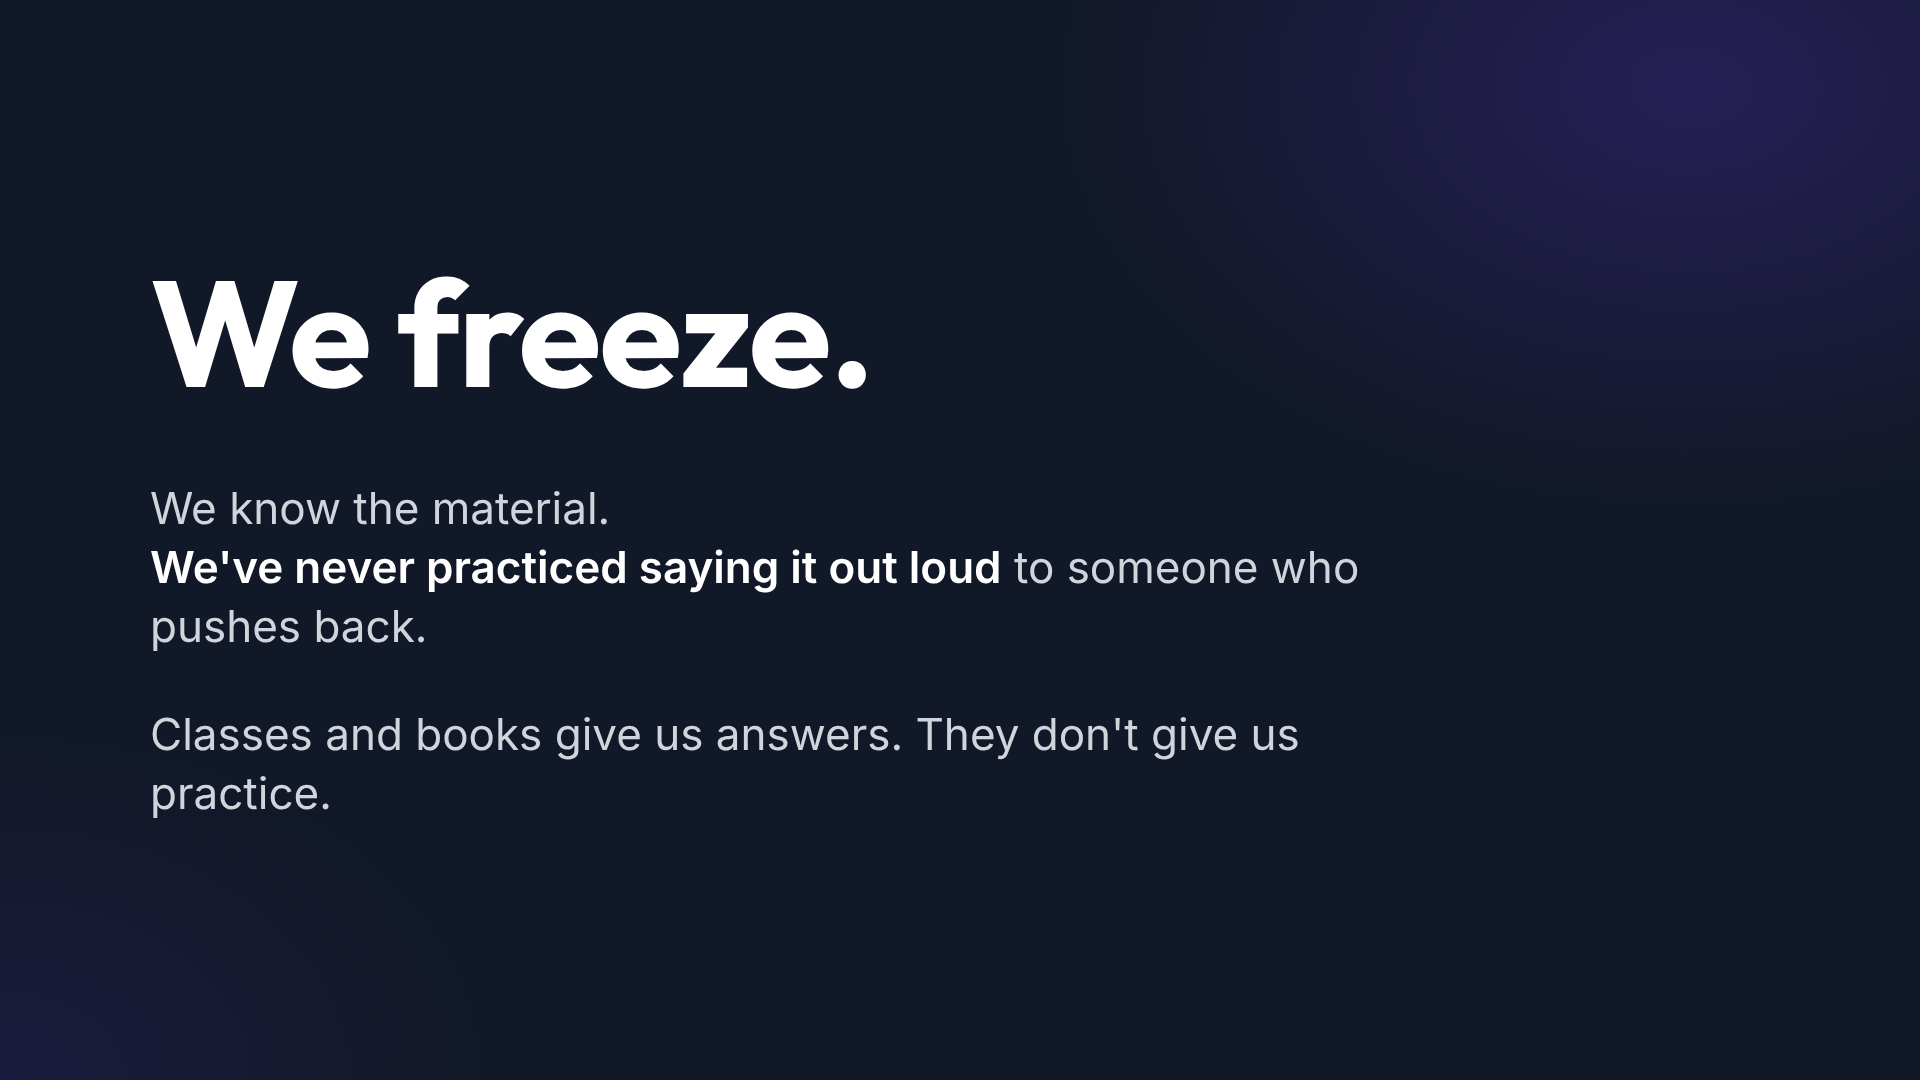 We freeze.
We know the material.
We've never practiced saying it out loud to someone who
pushes back.
Classes and books give us answers. They don't give us
practice.